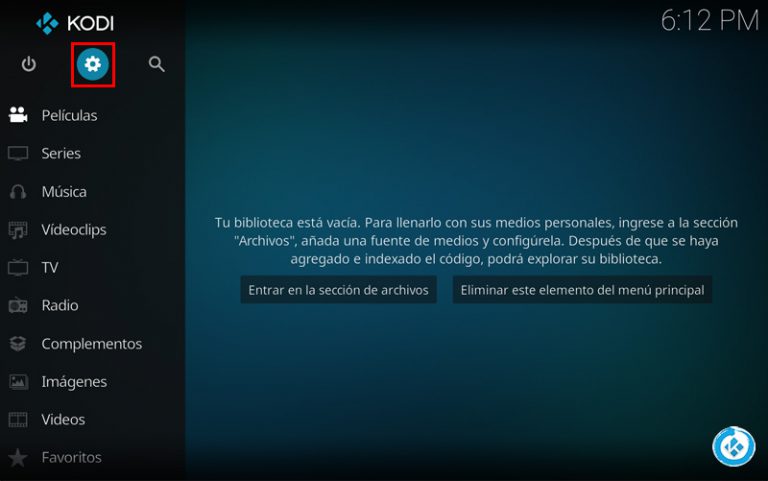 KODI
6:12 PM
Películas
Series
Música
Vídeoclips
TV
Radio
Complementos
Imágenes
Videos
Favoritos
Tu biblioteca está vacía. Para llenarlo con sus medios personales, ingrese a la sección
"Archivos", añada una fuente de medios y configúrela. Después de que se haya
agregado e indexado el código, podrá explorar su biblioteca.
Entrar en la sección de archivos
Eliminar este elemento del menú principal